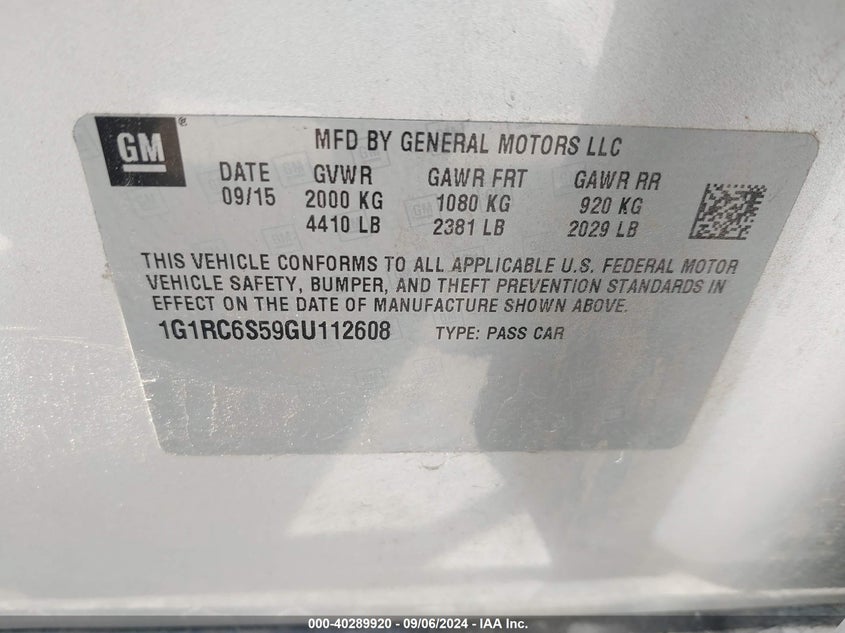 GM ®
MFD BY GENERAL MOTORS LLC
DATE GVWR GAWR FRT GAWR RR
09/15 2000 KG 1080 KG 920 KG
4410 LB 2381 LB 2029 LB
THIS VEHICLE CONFORMS TO ALL APPLICABLE U.S. FEDERAL MOTOR
VEHICLE SAFETY, BUMPER, AND THEFT PREVENTION STANDARDS IN
EFFECT ON THE DATE OF MANUFACTURE SHOWN ABOVE.
1G1RC6S59GU112608 TYPE: PASS CAR
000-40289920 - 09/06/2024 - IAA Inc.